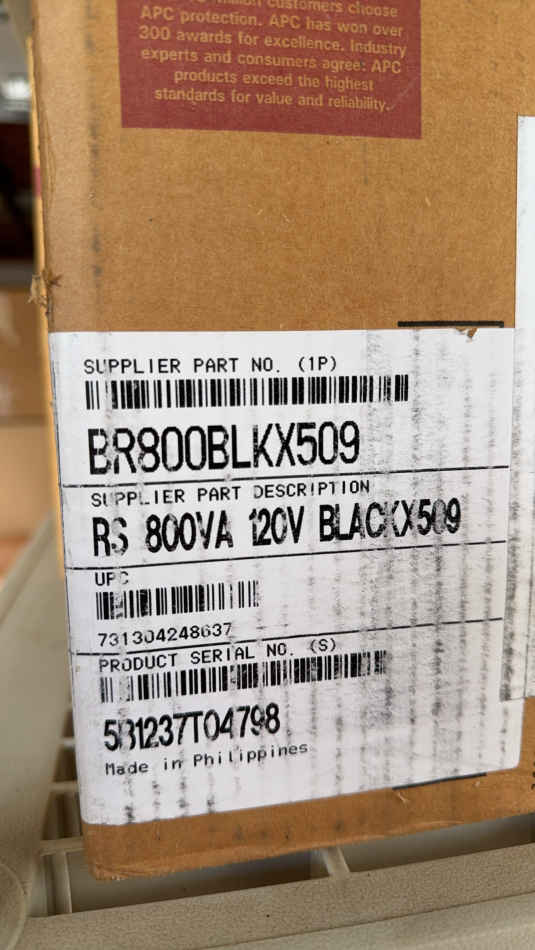 customers choose
APC protection. APC has won over
300 awards for excellence. Industry
experts and consumers agree: APC
products exceed the highest
standards for value and reliability.
SUPPLIER PART NO. (1P)
BR800BLKX509
SUPPLIER PART DESCRIPTION
RS 800VA 120V BLACKX509
UPC
731304248637
PRODUCT SERIAL NO. (S)
5B1237T04798
Made in Philippines